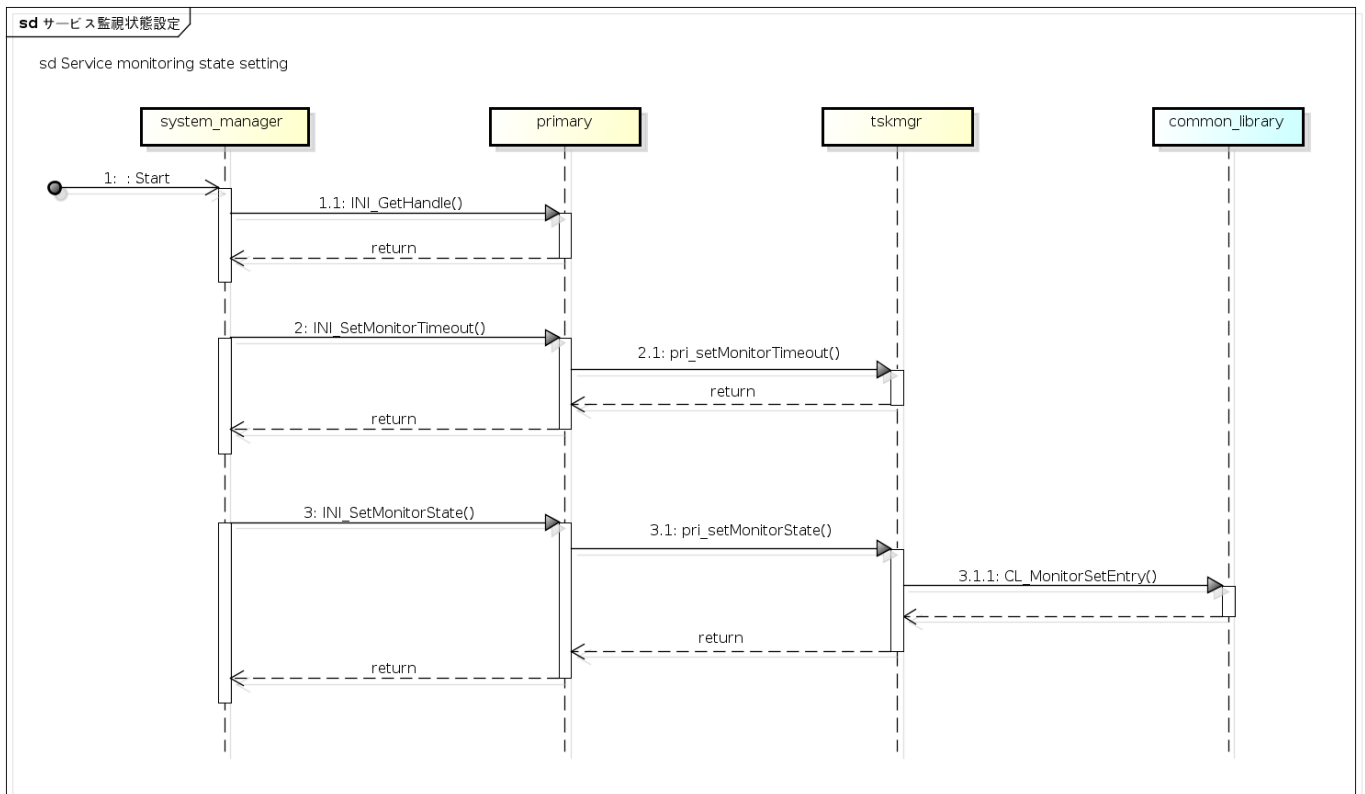 sd サービス監視状態設定
sd Service monitoring state setting
system_manager
primary
tskmgr
common_library
1: : Start
1.1: INI_GetHandle()
return
2: INI_SetMonitorTimeout()
2.1: pri_setMonitorTimeout()
return
return
3: INI_SetMonitorState()
3.1: pri_setMonitorState()
3.1.1: CL_MonitorSetEntry()
return
return